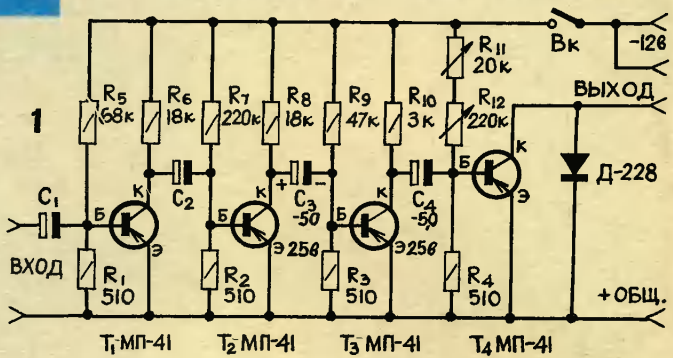 1
R5 68к
R6 18к
R7 220к
R8 18к
R9 47к
R10 3к
R11 20к
R12 220к
Вк
-12в
ВЫХОД
C1
Б
К
Э
C2
Б
К
Э
+
-
C3 -50 25в
Б
К
Э
C4 -5,0 25в
Б
К
Э
Д-228
ВХОД
R1 510
R2 510
R3 510
R4 510
+ОБЩ.
T1-МП-41
T2 МП-41
T3-МП-41
T4 МП-41